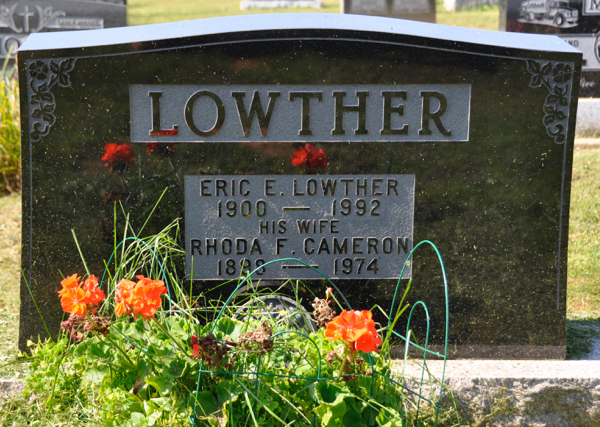 LOWTHER
ERIC E. LOWTHER
1900 — 1992
HIS WIFE
RHODA F. CAMERON
— 1974